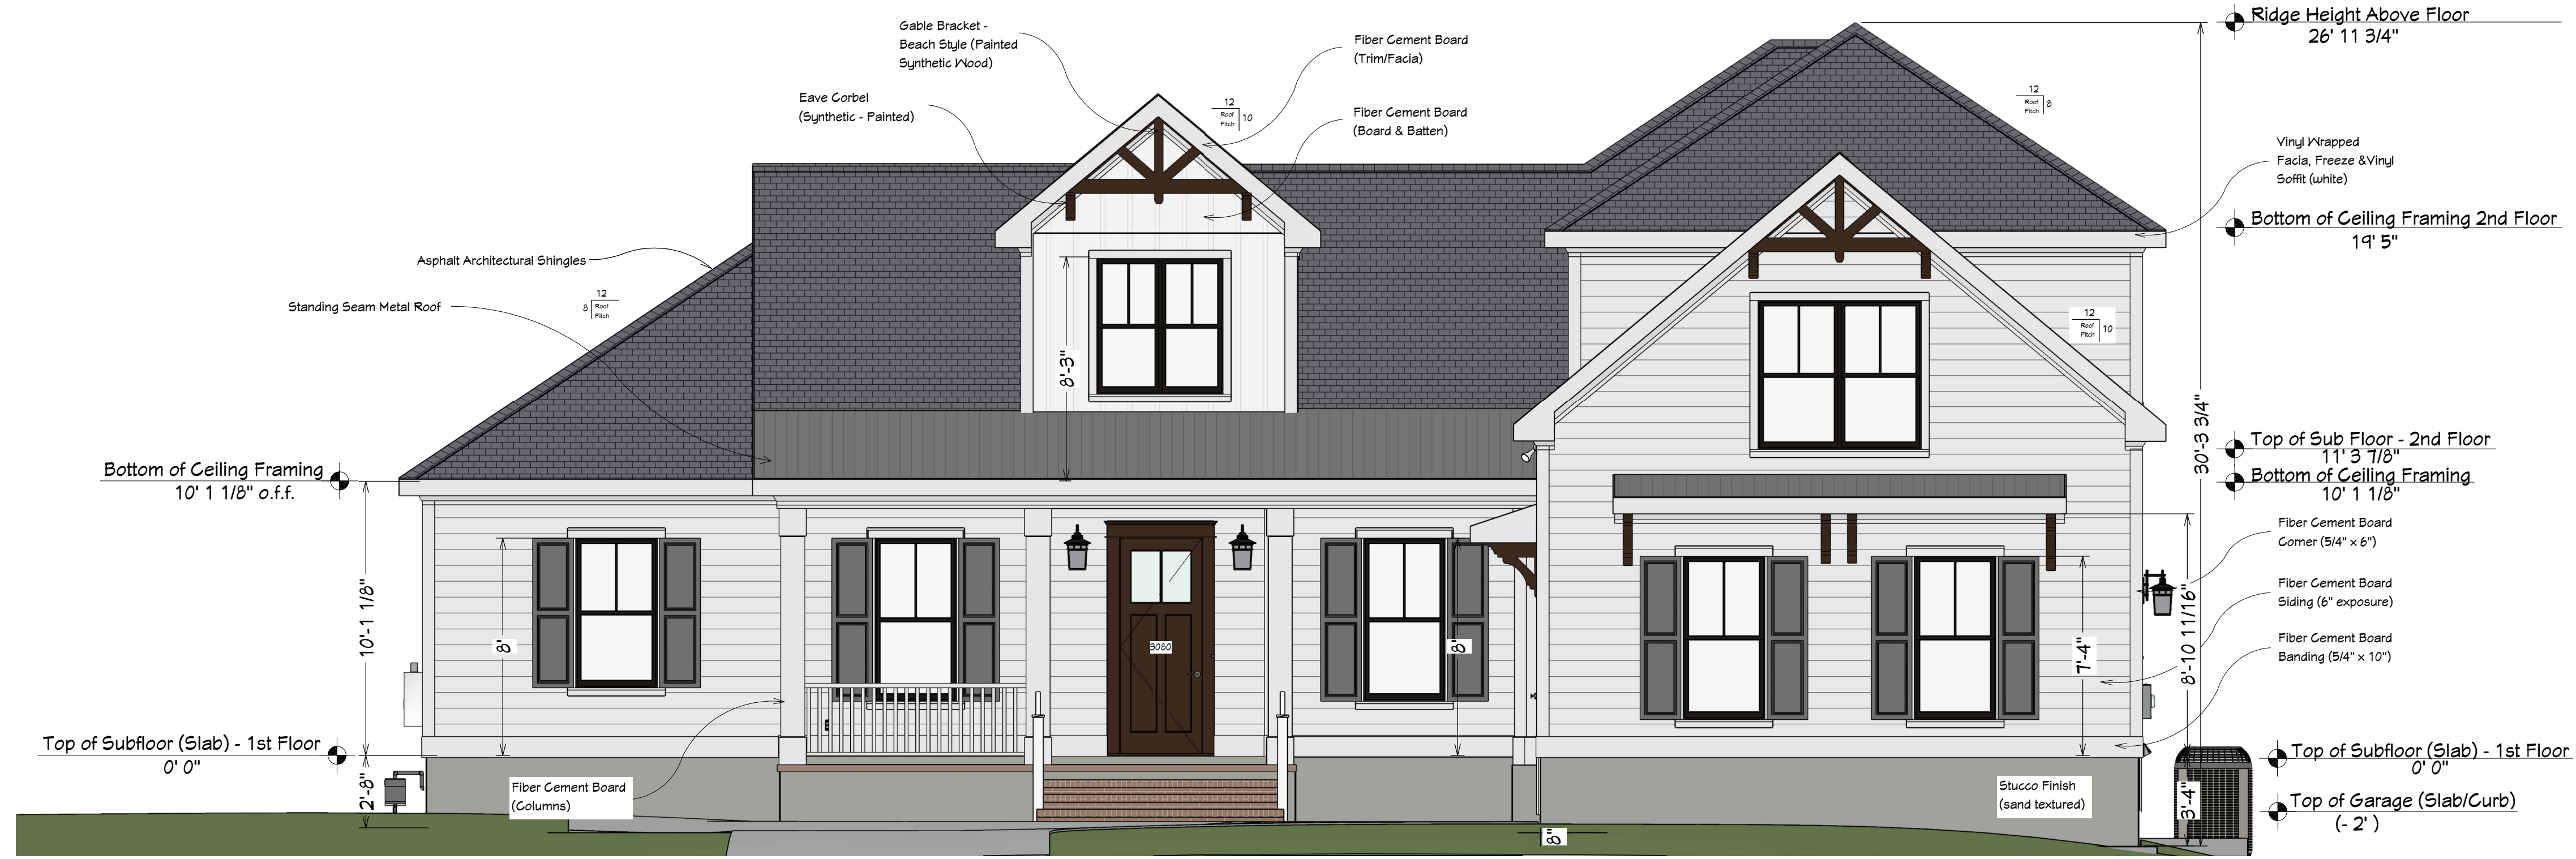 Gable Bracket -
Beach Style (Painted
Synthetic Wood)
Fiber Cement Board
(Trim/Facia)
Ridge Height Above Floor
26' 11 3/4"
Eave Corbel
(Synthetic - Painted)
12
Roof
Pitch
10
Fiber Cement Board
(Board & Batten)
12
Roof
Pitch
8
Vinyl Wrapped
Facia, Freeze &Vinyl
Soffit (white)
Bottom of Ceiling Framing 2nd Floor
19' 5"
Asphalt Architectural Shingles
12
8
Roof
Pitch
Standing Seam Metal Roof
12
Roof
Pitch
10
8'-3"
30'-3 3/4"
Top of Sub Floor - 2nd Floor
11' 3 7/8"
Bottom of Ceiling Framing
10' 1 1/8" o.f.f.
Bottom of Ceiling Framing
10' 1 1/8"
Fiber Cement Board
Corner (5/4" x 6")
Fiber Cement Board
Siding (6" exposure)
Fiber Cement Board
Banding (5/4" x 10")
10'-1 1/8"
8'
3080
8'
7'-4"
8'-10 11/16"
Top of Subfloor (Slab) - 1st Floor
0' 0"
Top of Subfloor (Slab) - 1st Floor
0' 0"
2'-8"
Fiber Cement Board
(Columns)
Stucco Finish
(sand textured)
3'-4"
Top of Garage (Slab/Curb)
(- 2' )
8"